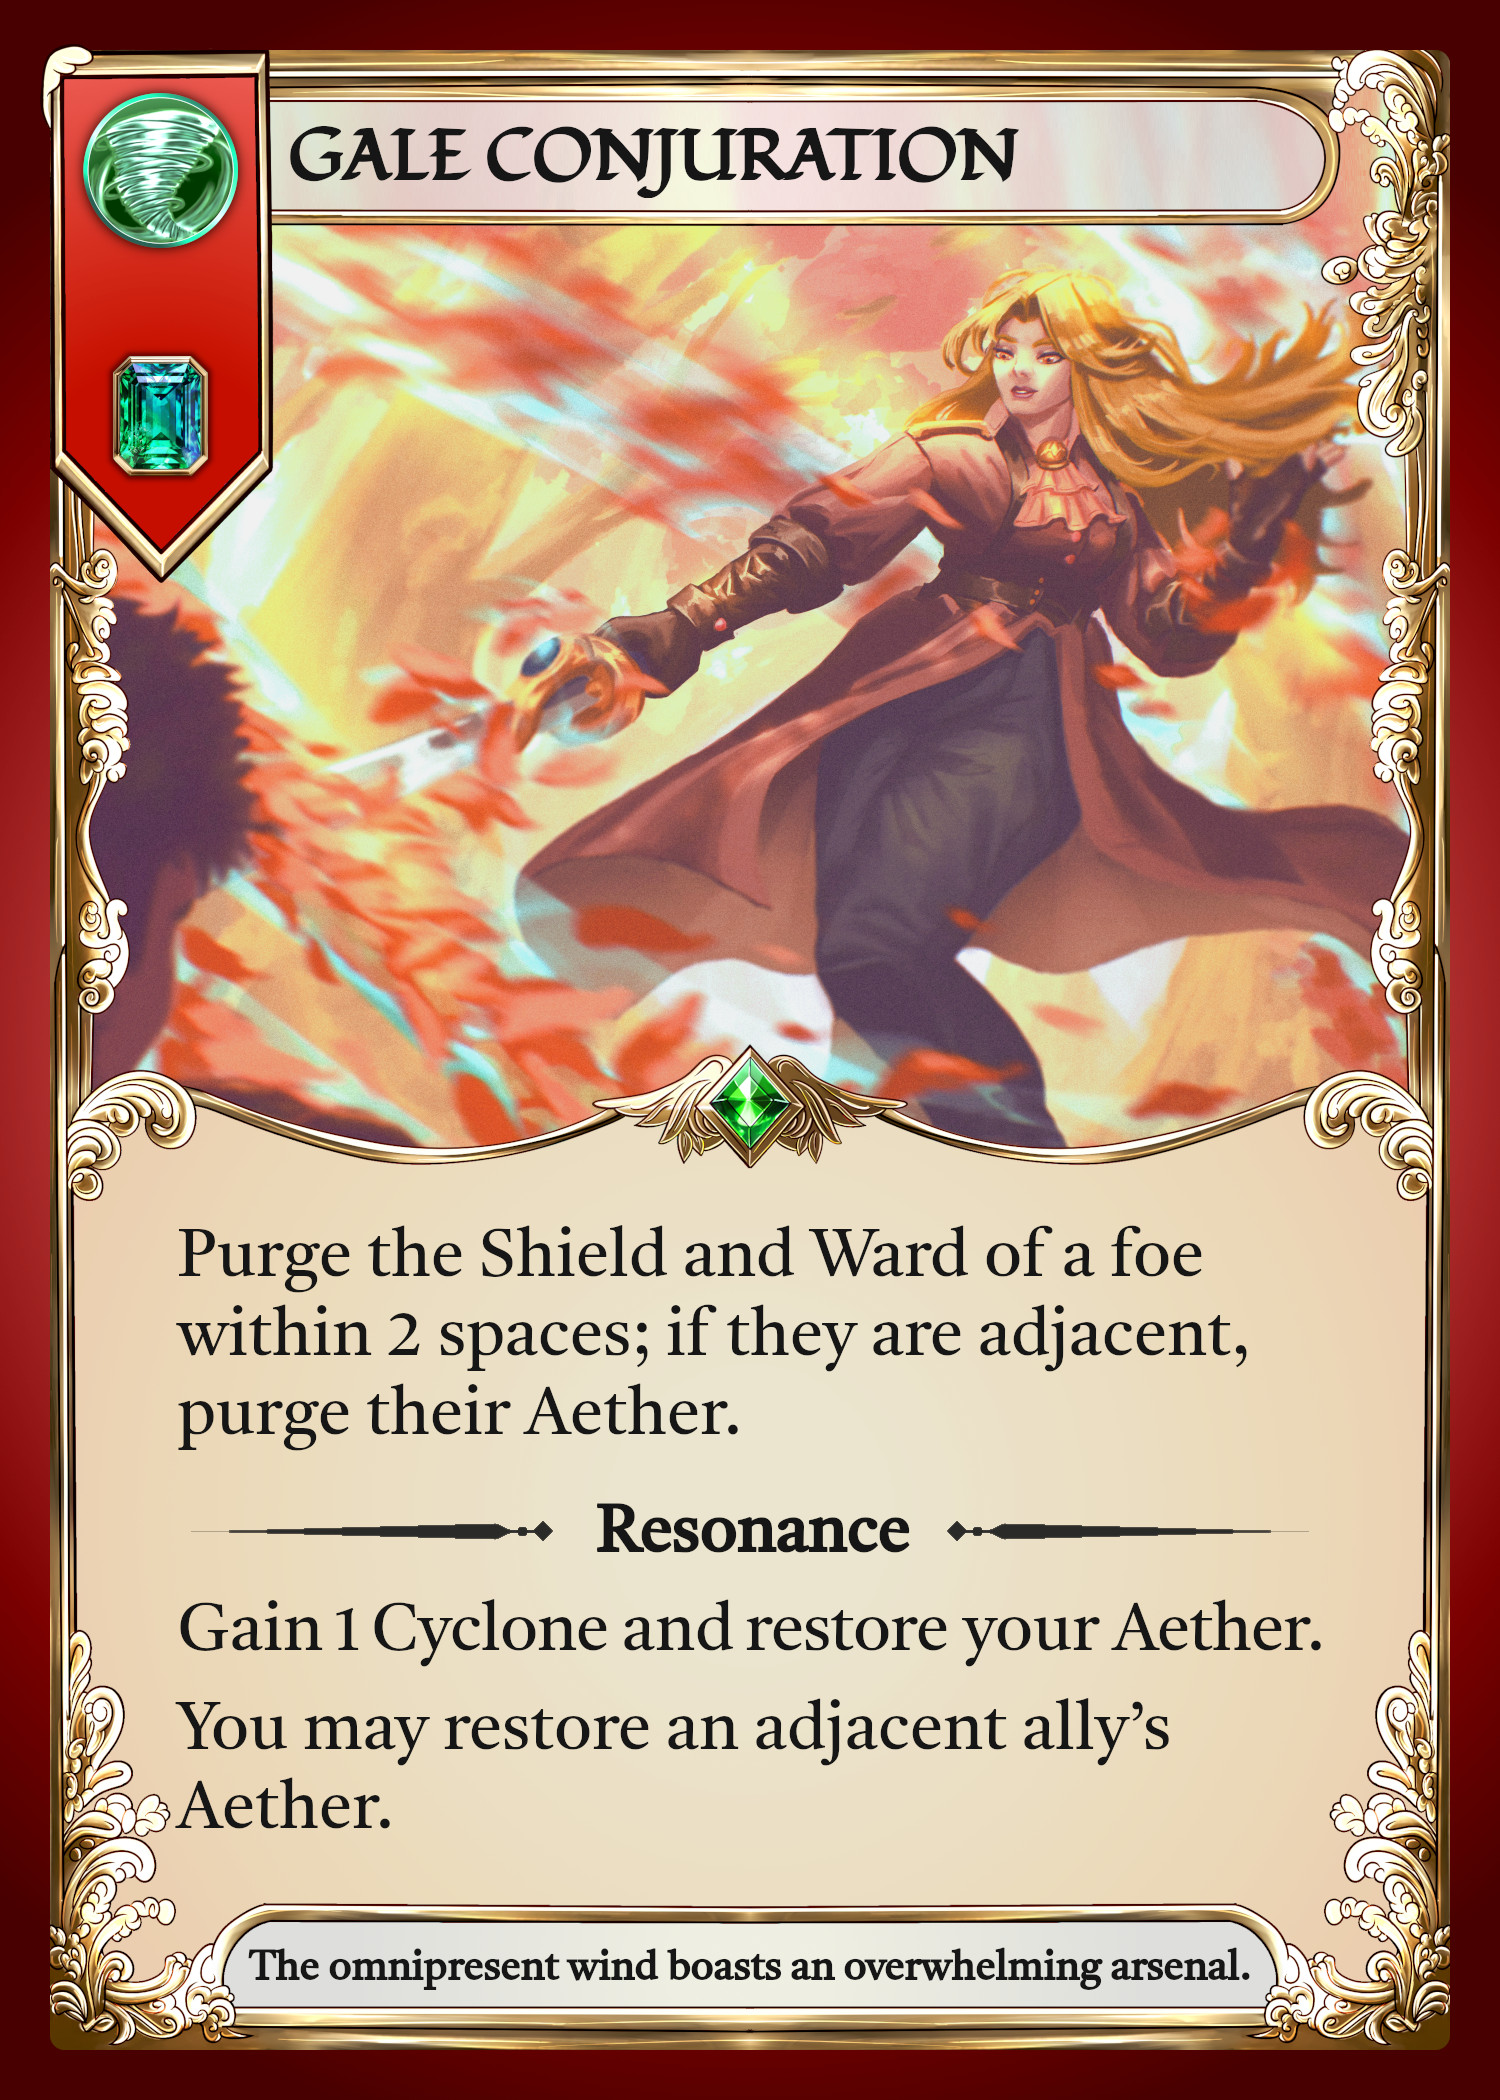 GALE CONJURATION
Purge the Shield and Ward of a foe
within 2 spaces; if they are adjacent,
purge their Aether.
Resonance
Gain 1 Cyclone and restore your Aether.
You may restore an adjacent ally’s
Aether.
The omnipresent wind boasts an overwhelming arsenal.